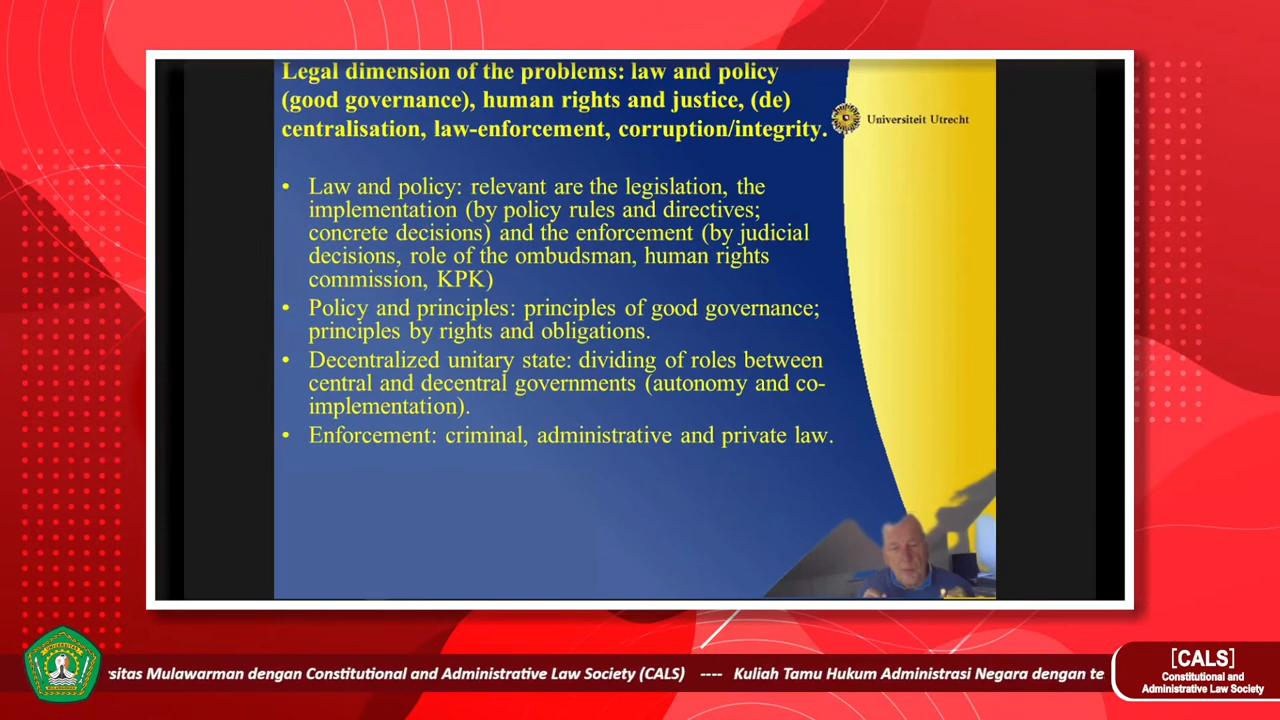 Legal dimension of the problems: law and policy
(good governance), human rights and justice, (de)
centralisation, law-enforcement, corruption/integrity.
Universiteit Utrecht
• Law and policy: relevant are the legislation, the
implementation (by policy rules and directives;
concrete decisions) and the enforcement (by judicial
decisions, role of the ombudsman, human rights
commission, KPK)
• Policy and principles: principles of good governance;
principles by rights and obligations.
• Decentralized unitary state: dividing of roles between
central and decentral governments (autonomy and co-
implementation).
• Enforcement: criminal, administrative and private law.
sitas Mulawarman dengan Constitutional and Administrative Law Society (CALS) ---- Kuliah Tamu Hukum Administrasi Negara dengan te
[CALS]
Constitutional and
Administrative Law Society